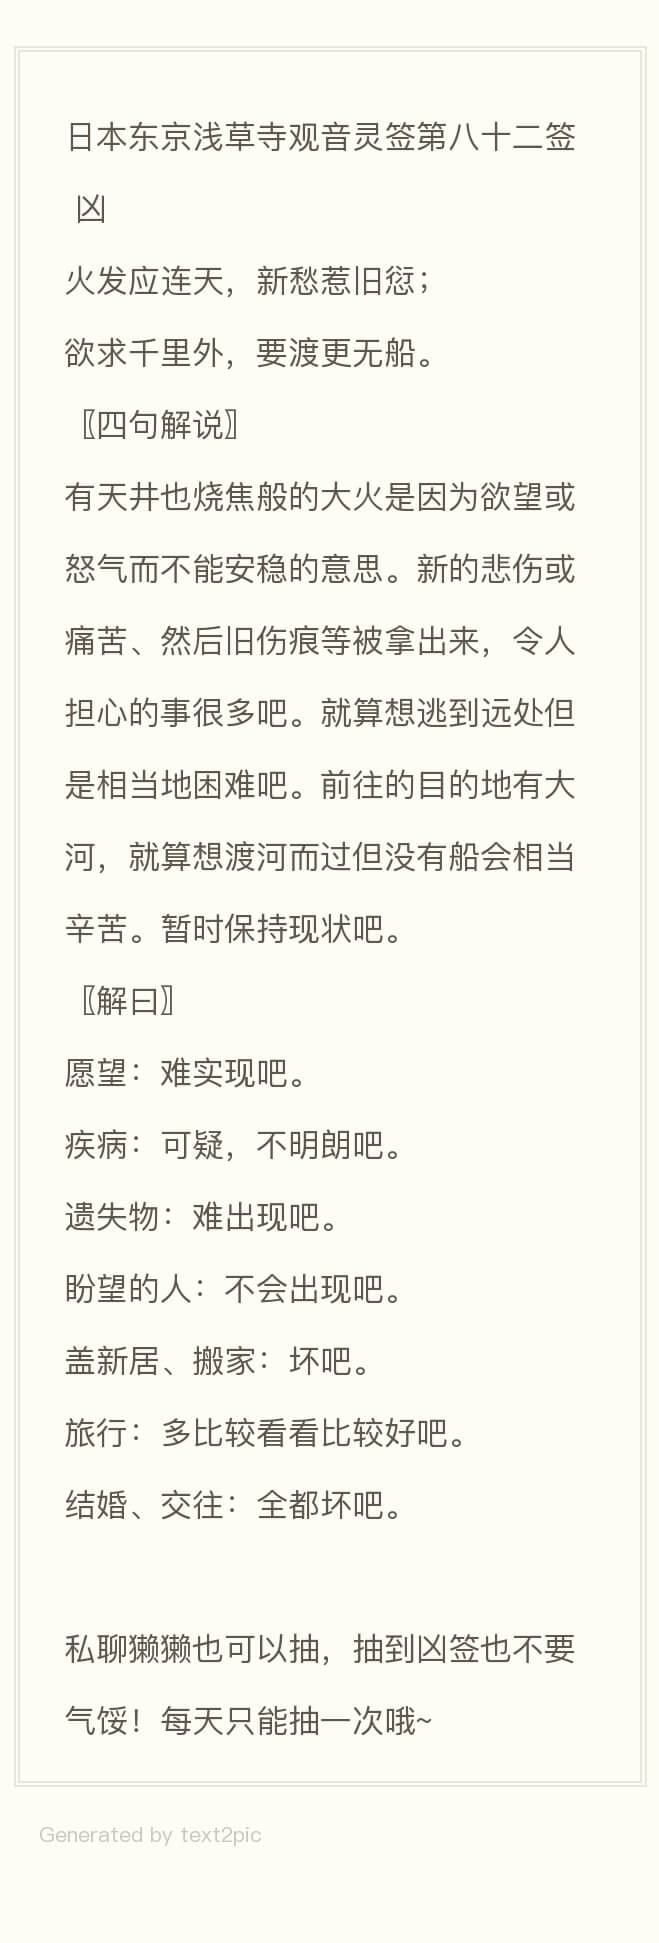 日本东京浅草寺观音灵签第八十二签
凶
火发应连天，新愁惹旧愆；
欲求千里外，要渡更无船。
〖四句解说〗
有天井也烧焦般的大火是因为欲望或
怒气而不能安稳的意思。新的悲伤或
痛苦、然后旧伤痕等被拿出来，令人
担心的事很多吧。就算想逃到远处但
是相当地困难吧。前往的目的地有大
河，就算想渡河而过但没有船会相当
辛苦。暂时保持现状吧。
〖解曰〗
愿望：难实现吧。
疾病：可疑，不明朗吧。
遗失物：难出现吧。
盼望的人：不会出现吧。
盖新居、搬家：坏吧。
旅行：多比较看看比较好吧。
结婚、交往：全都坏吧。
私聊獭獭也可以抽，抽到凶签也不要
气馁！每天只能抽一次哦~
Generated by text2pic